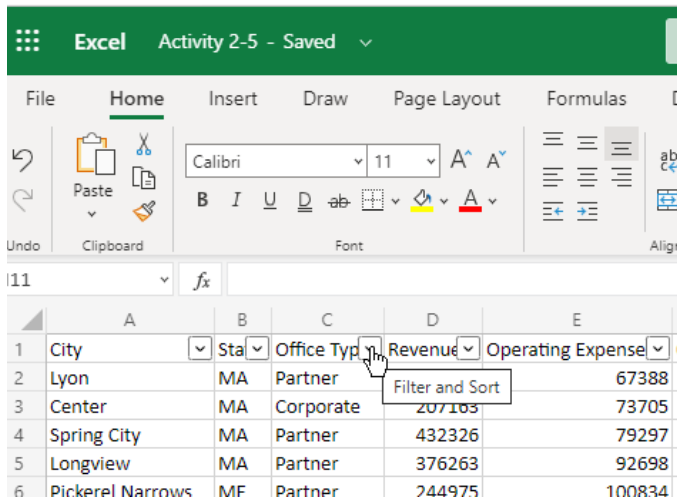 Excel Activity 2-5 - Saved
File Home Insert Draw Page Layout Formulas
Calibri 11 A A
Paste B I U D ab A
Undo Clipboard Font
fx
A B C D E
1 City Sta Office Typ Revenue Operating Expense
2 Lyon MA Partner 67388
Filter and Sort
3 Center MA Corporate 207163 73705
4 Spring City MA Partner 432326 79297
5 Longview MA Partner 376263 92698
6 Pickerel Narrows ME Partner 244975 100834